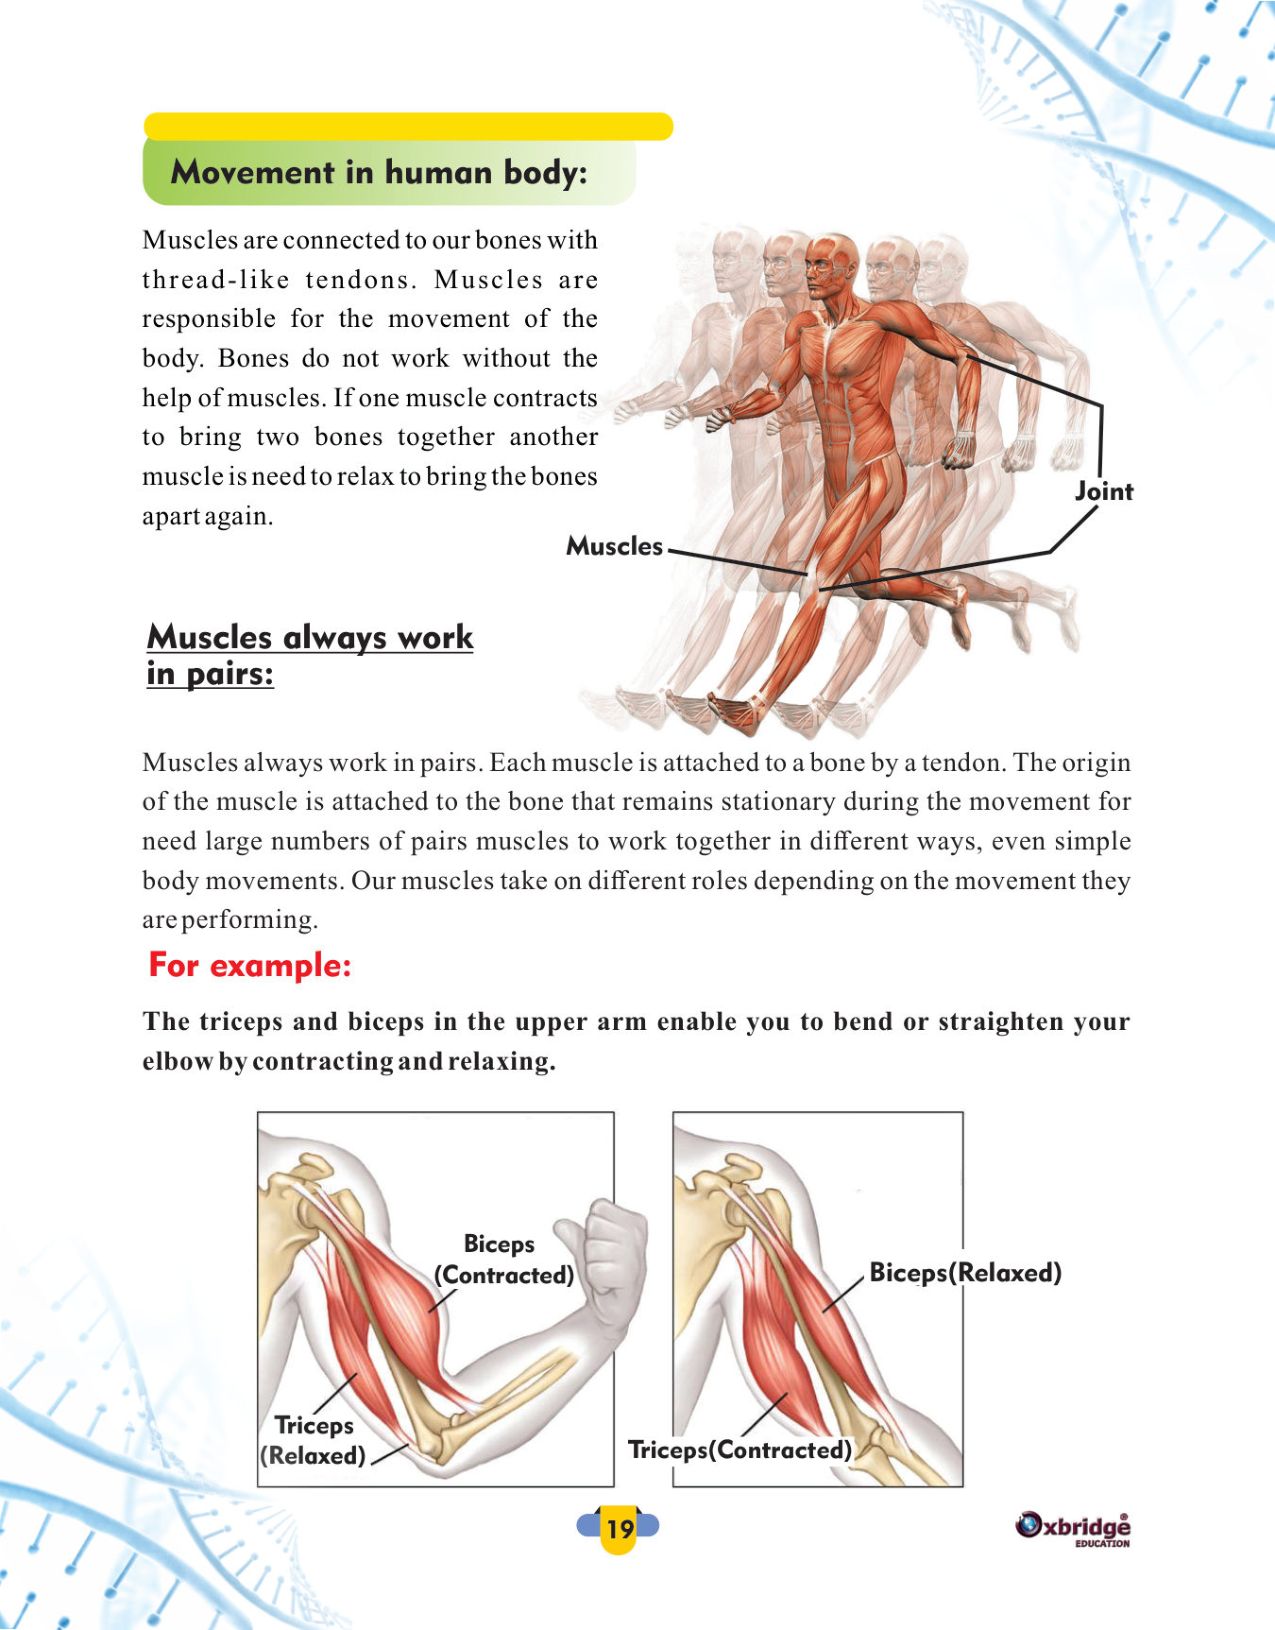 Movement in human body:
Muscles are connected to our bones with
thread-like tendons. Muscles are
responsible for the movement of the
body. Bones do not work without the
help of muscles. If one muscle contracts
to bring two bones together another
muscle is need to relax to bring the bones
apart again.
Joint
Muscles
Muscles always work
in pairs:
Muscles always work in pairs. Each muscle is attached to a bone by a tendon. The origin
of the muscle is attached to the bone that remains stationary during the movement for
need large numbers of pairs muscles to work together in different ways, even simple
body movements. Our muscles take on different roles depending on the movement they
are performing.
For example:
The triceps and biceps in the upper arm enable you to bend or straighten your
elbow by contracting and relaxing.
Biceps
(Contracted)
Triceps
(Relaxed)
Biceps(Relaxed)
Triceps(Contracted)
19
Oxbridge®
EDUCATION